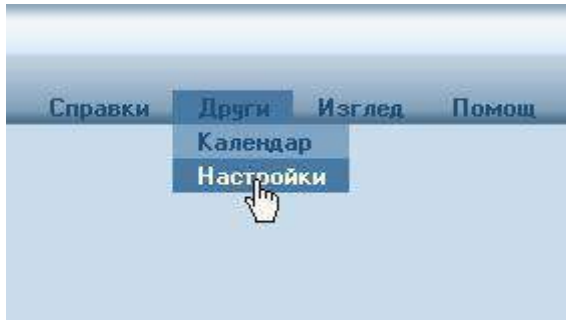 Справки Други Изглед Помощ
Календар
Настройки